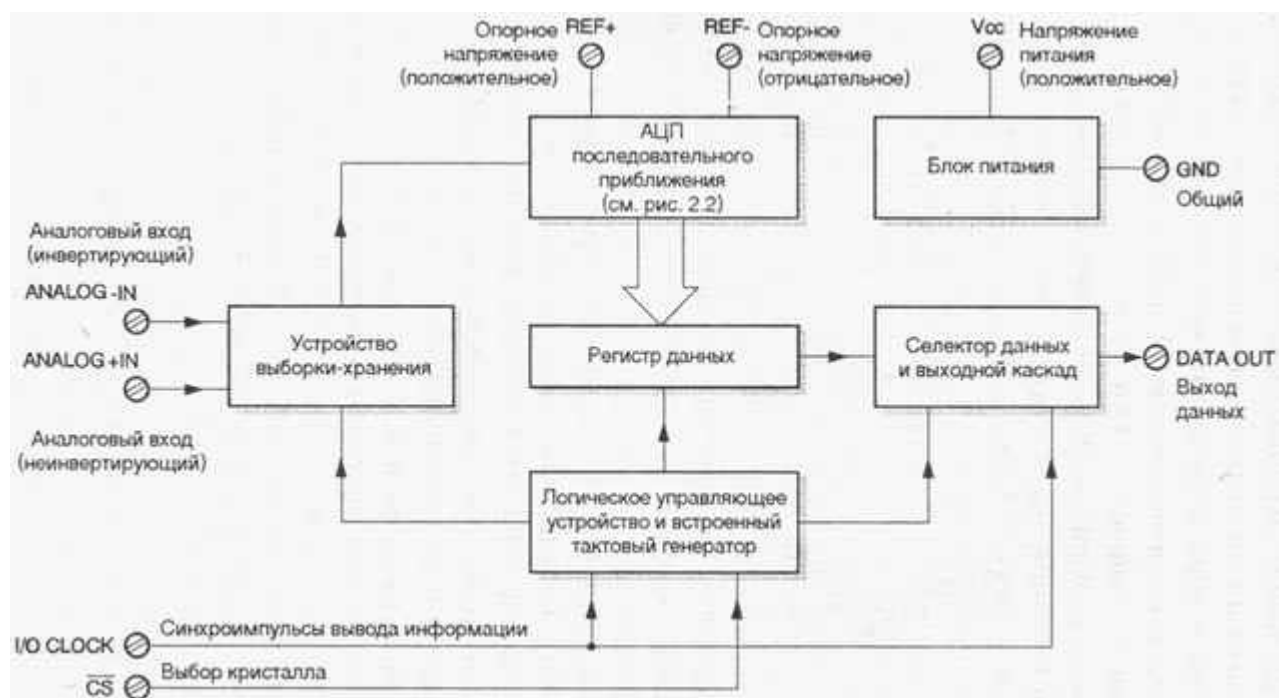 Опорное REF+
напряжение
(положительное)
REF- Опорное
напряжение
(отрицательное)
Vcc Напряжение
питания
(положительное)
АЦП
последовательного
приближения
(см. рис. 2.2)
Блок питания
GND
Общий
Аналоговый вход
(инвертирующий)
ANALOG -IN
ANALOG +IN
Аналоговый вход
(неинвертирующий)
Устройство
выборки-хранения
Регистр данных
Селектор данных
и выходной каскад
DATA OUT
Выход
данных
Логическое управляющее
устройство и встроенный
тактовый генератор
I/O CLOCK Синхроимпульсы вывода информации
CS Выбор кристалла